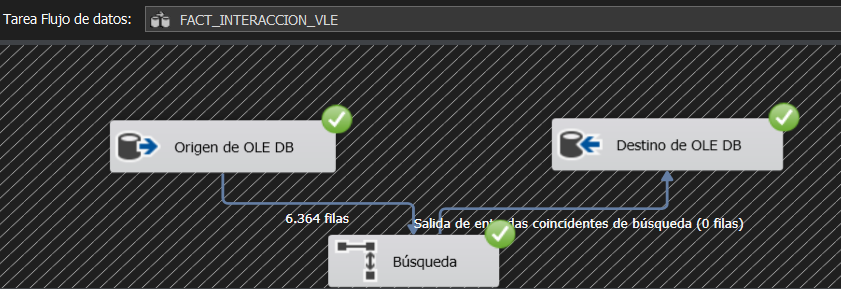 Tarea Flujo de datos: FACT_INTERACCION_VLE
Origen de OLE DB
Destino de OLE DB
6.364 filas
Salida de entradas coincidentes de búsqueda (0 filas)
Búsqueda